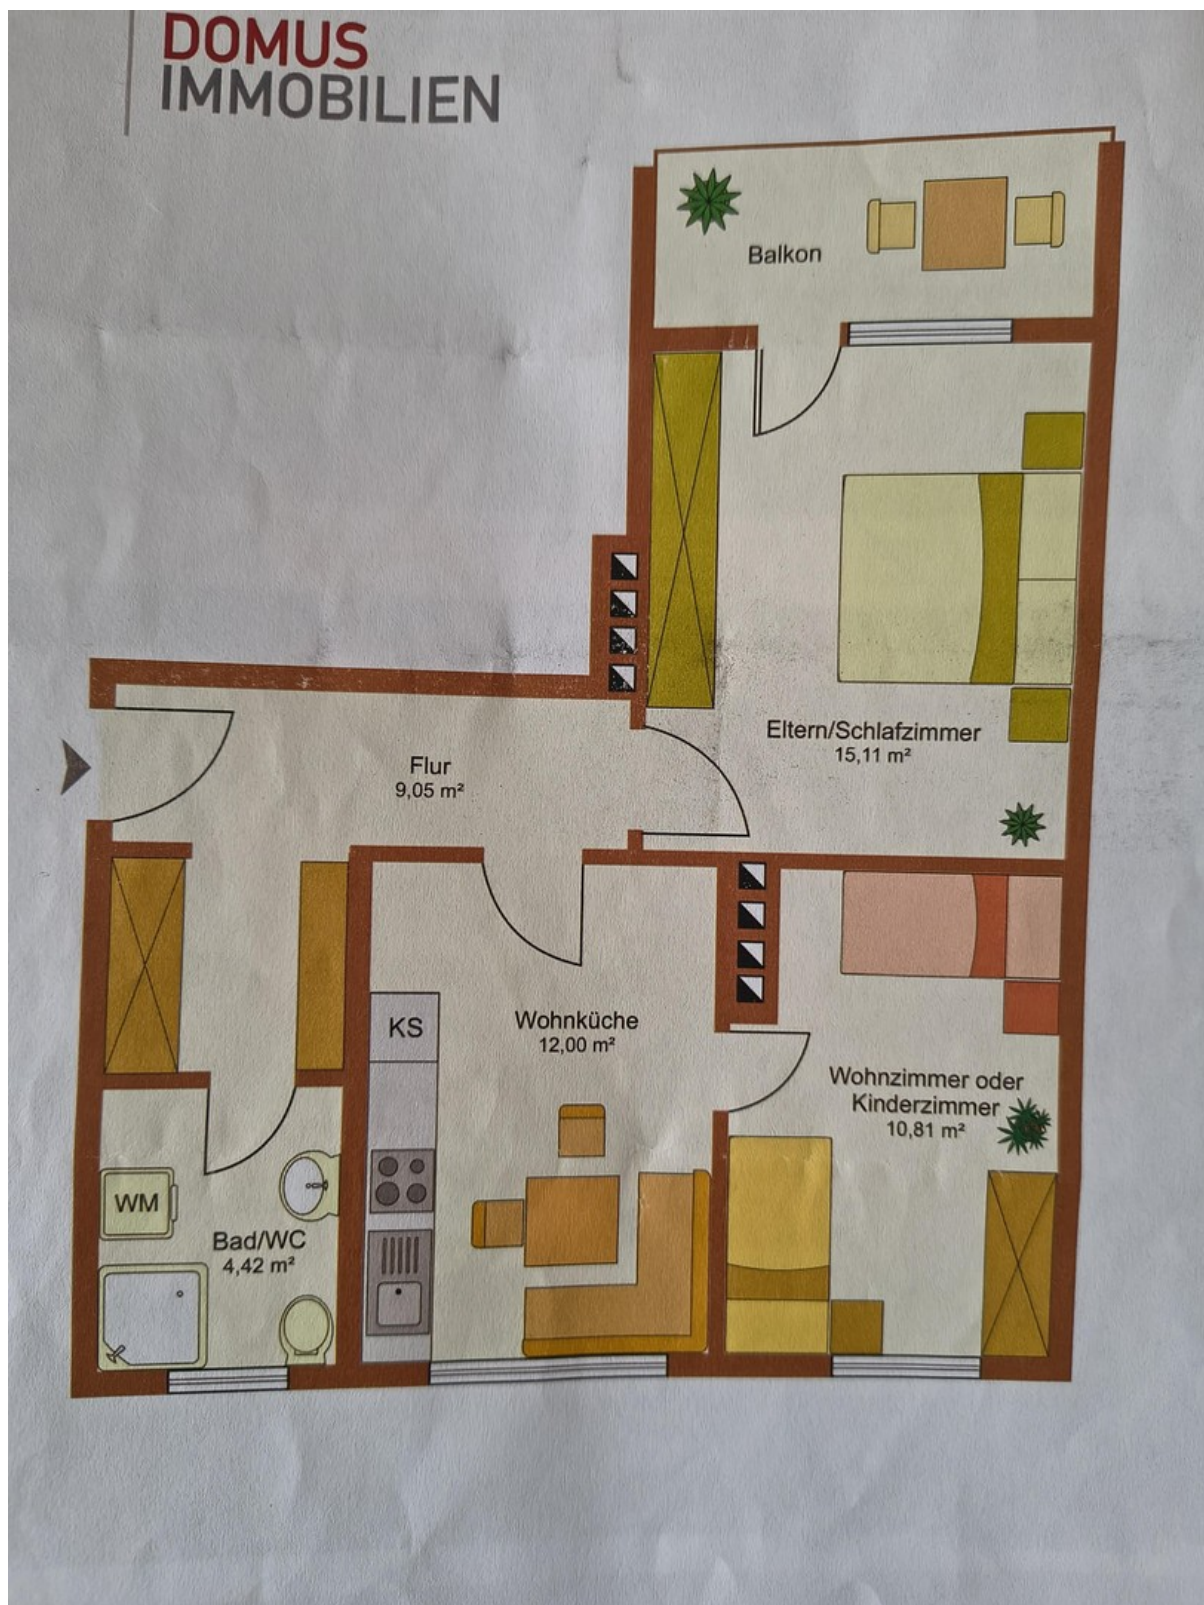 DOMUS
IMMOBILIEN
Balkon
Eltern/Schlafzimmer
15,11 m²
Flur
9,05 m²
KS
Wohnküche
12,00 m²
Wohnzimmer oder
Kinderzimmer
10,81 m²
WM
Bad/WC
4,42 m²